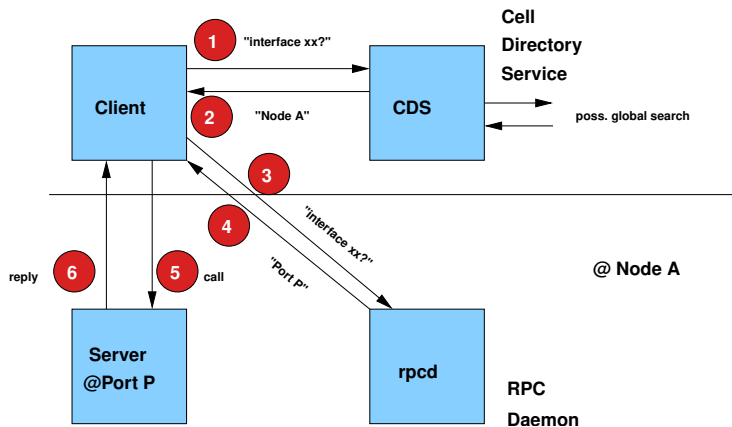 Cell
Directory
Service
1
"interface xx?"
Client
CDS
2
"Node A"
poss. global search
3
4
"interface xx?"
"Port P"
reply
6
5
call
@ Node A
Server
@Port P
rpcd
RPC
Daemon